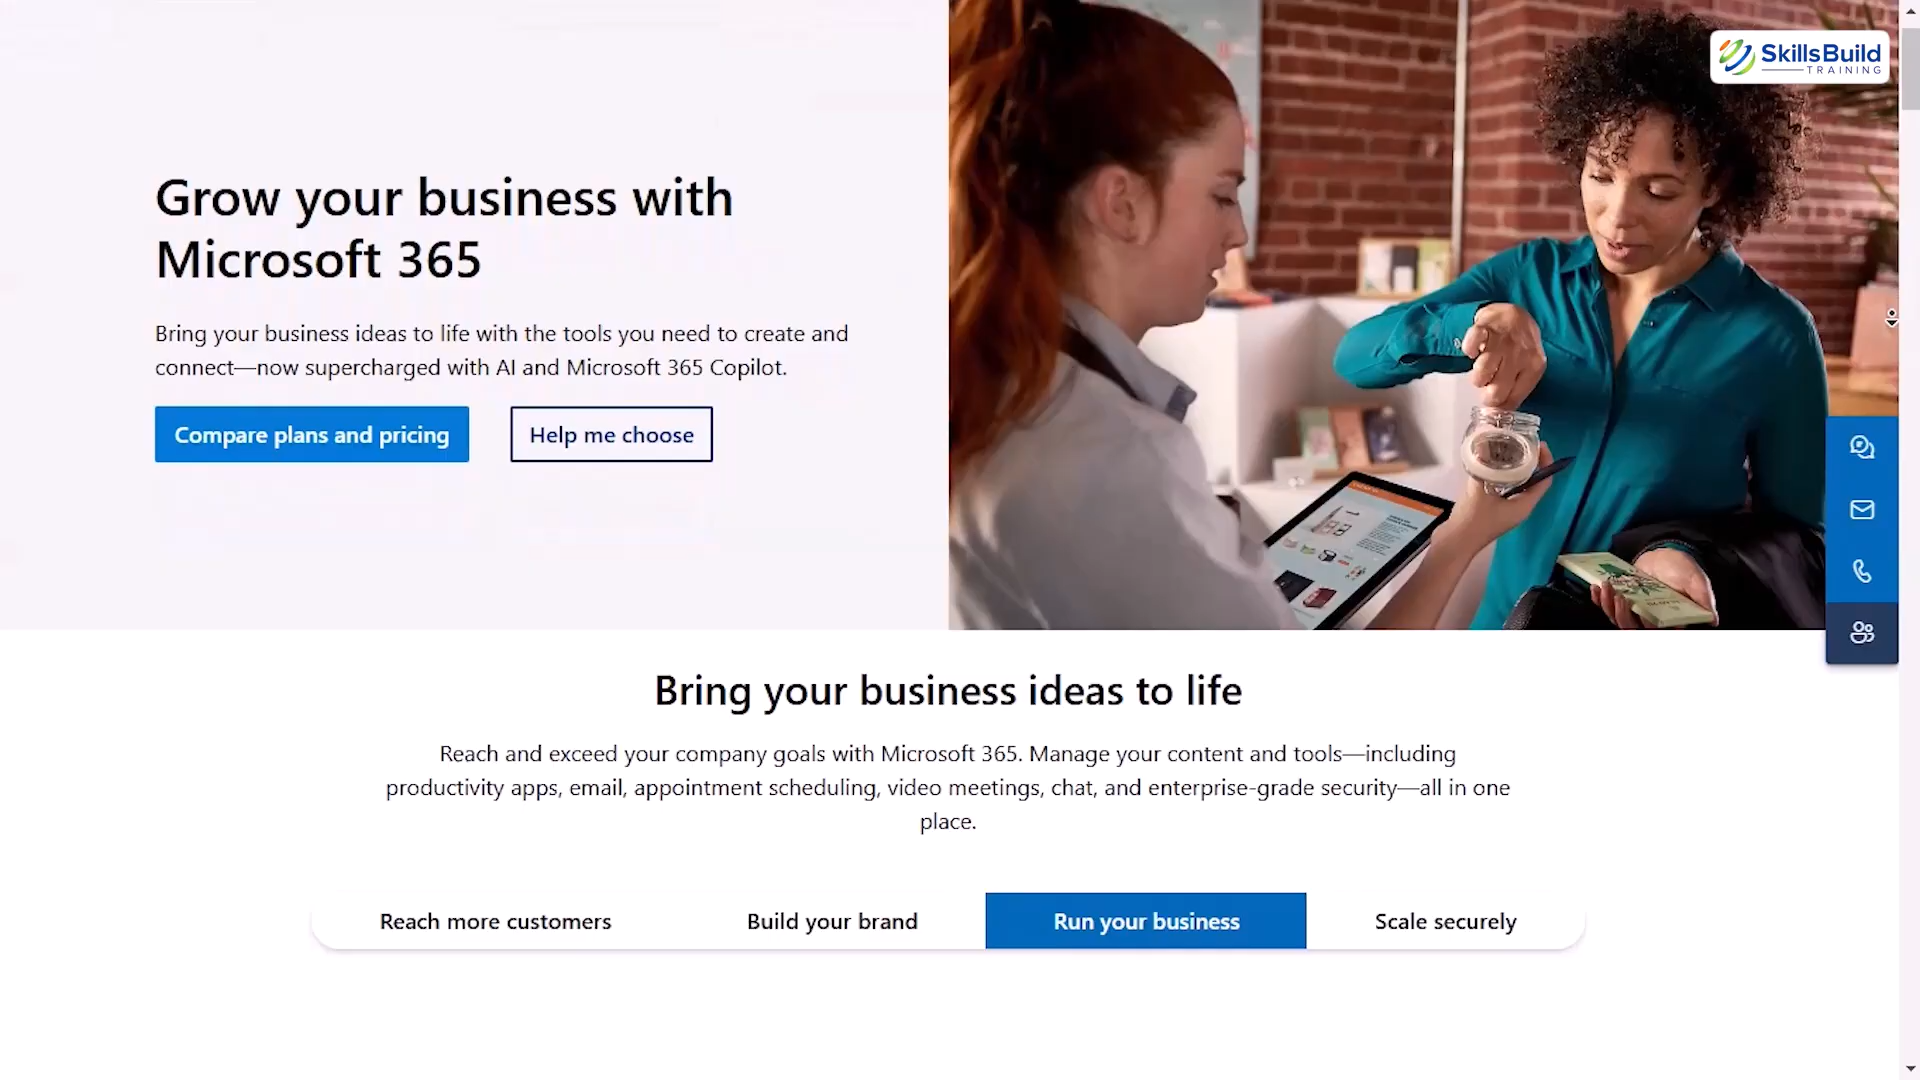 SkillsBuild
TRAINING
Grow your business with
Microsoft 365
Bring your business ideas to life with the tools you need to create and
connect—now supercharged with AI and Microsoft 365 Copilot.
Compare plans and pricing
Help me choose
Bring your business ideas to life
Reach and exceed your company goals with Microsoft 365. Manage your content and tools—including
productivity apps, email, appointment scheduling, video meetings, chat, and enterprise-grade security—all in one
place.
Reach more customers
Build your brand
Run your business
Scale securely